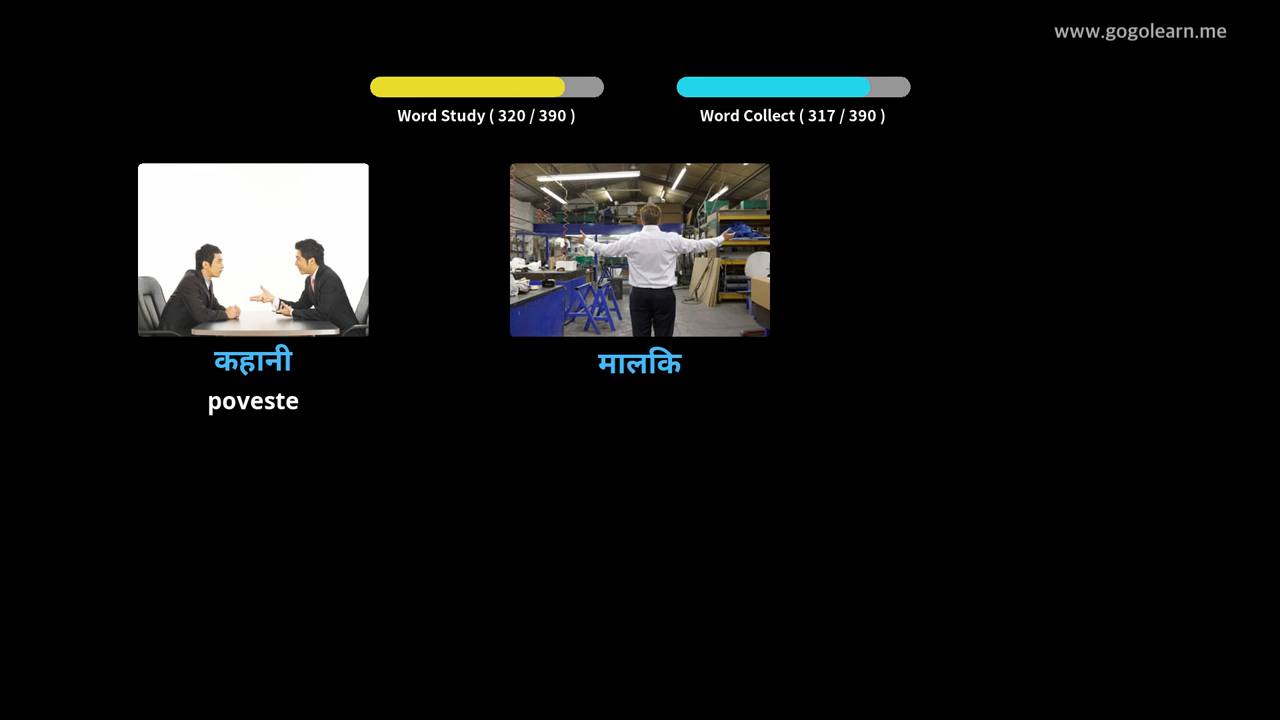 www.gogolearn.me
Word Study ( 320 / 390 )
Word Collect ( 317 / 390 )
कहानी
मालकि
poveste